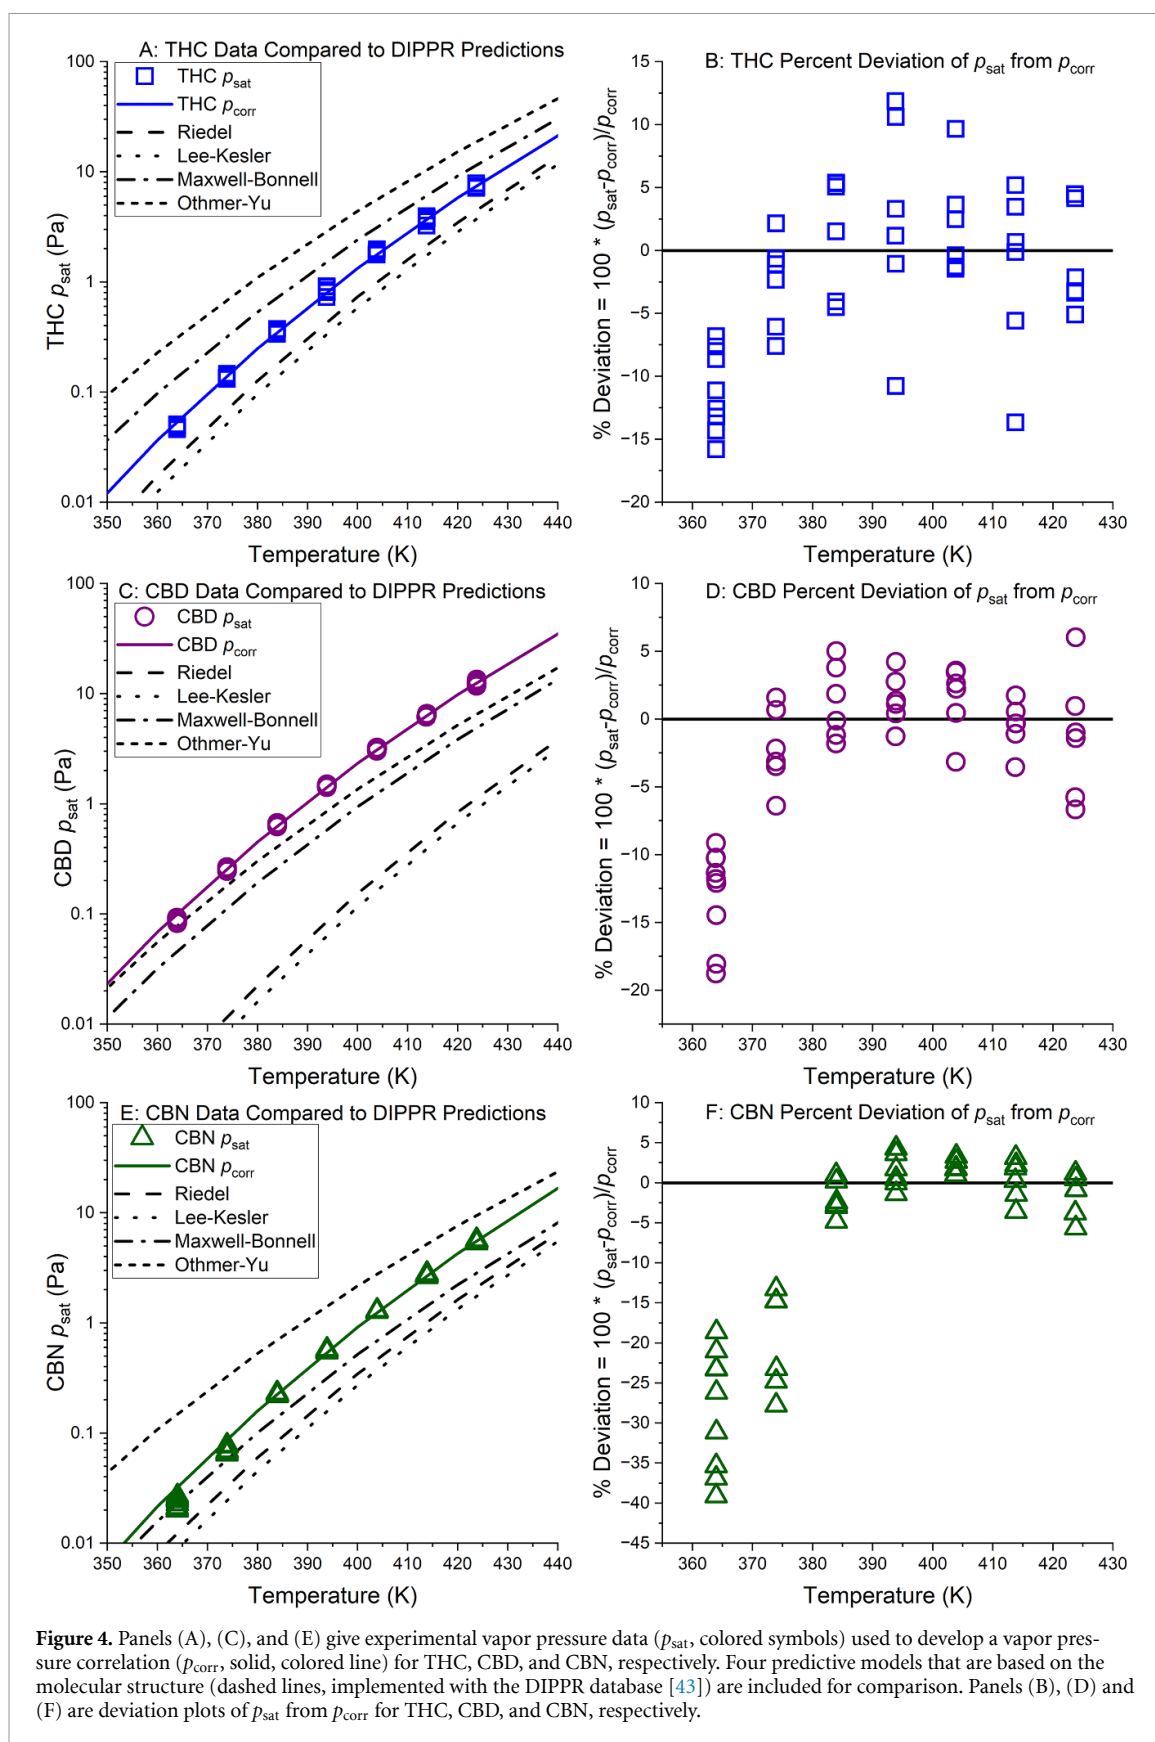 A: THC Data Compared to DIPPR Predictions
100
10
1
0.1
0.01
THC psat (Pa)
THC psat
THC pcorr
Riedel
Lee-Kesler
Maxwell-Bonnell
Othmer-Yu
350 360 370 380 390 400 410 420 430 440
Temperature (K)
B: THC Percent Deviation of psat from pcorr
15
10
5
0
−5
−10
−15
−20
% Deviation = 100 * (psat-pcorr)/pcorr
360 370 380 390 400 410 420 430
Temperature (K)
C: CBD Data Compared to DIPPR Predictions
100
10
1
0.1
0.01
CBD psat (Pa)
CBD psat
CBD pcorr
Riedel
Lee-Kesler
Maxwell-Bonnell
Othmer-Yu
350 360 370 380 390 400 410 420 430 440
Temperature (K)
D: CBD Percent Deviation of psat from pcorr
10
5
0
−5
−10
−15
−20
% Deviation = 100 * (psat-pcorr)/pcorr
360 370 380 390 400 410 420 430
Temperature (K)
E: CBN Data Compared to DIPPR Predictions
100
10
1
0.1
0.01
CBN psat (Pa)
CBN psat
CBN pcorr
Riedel
Lee-Kesler
Maxwell-Bonnell
Othmer-Yu
350 360 370 380 390 400 410 420 430 440
Temperature (K)
F: CBN Percent Deviation of psat from pcorr
10
5
0
−5
−10
−15
−20
−25
−30
−35
−40
−45
% Deviation = 100 * (psat-pcorr)/pcorr
360 370 380 390 400 410 420 430
Temperature (K)
Figure 4. Panels (A), (C), and (E) give experimental vapor pressure data (psat, colored symbols) used to develop a vapor pres-
sure correlation (pcorr, solid, colored line) for THC, CBD, and CBN, respectively. Four predictive models that are based on the
molecular structure (dashed lines, implemented with the DIPPR database [43]) are included for comparison. Panels (B), (D) and
(F) are deviation plots of psat from pcorr for THC, CBD, and CBN, respectively.